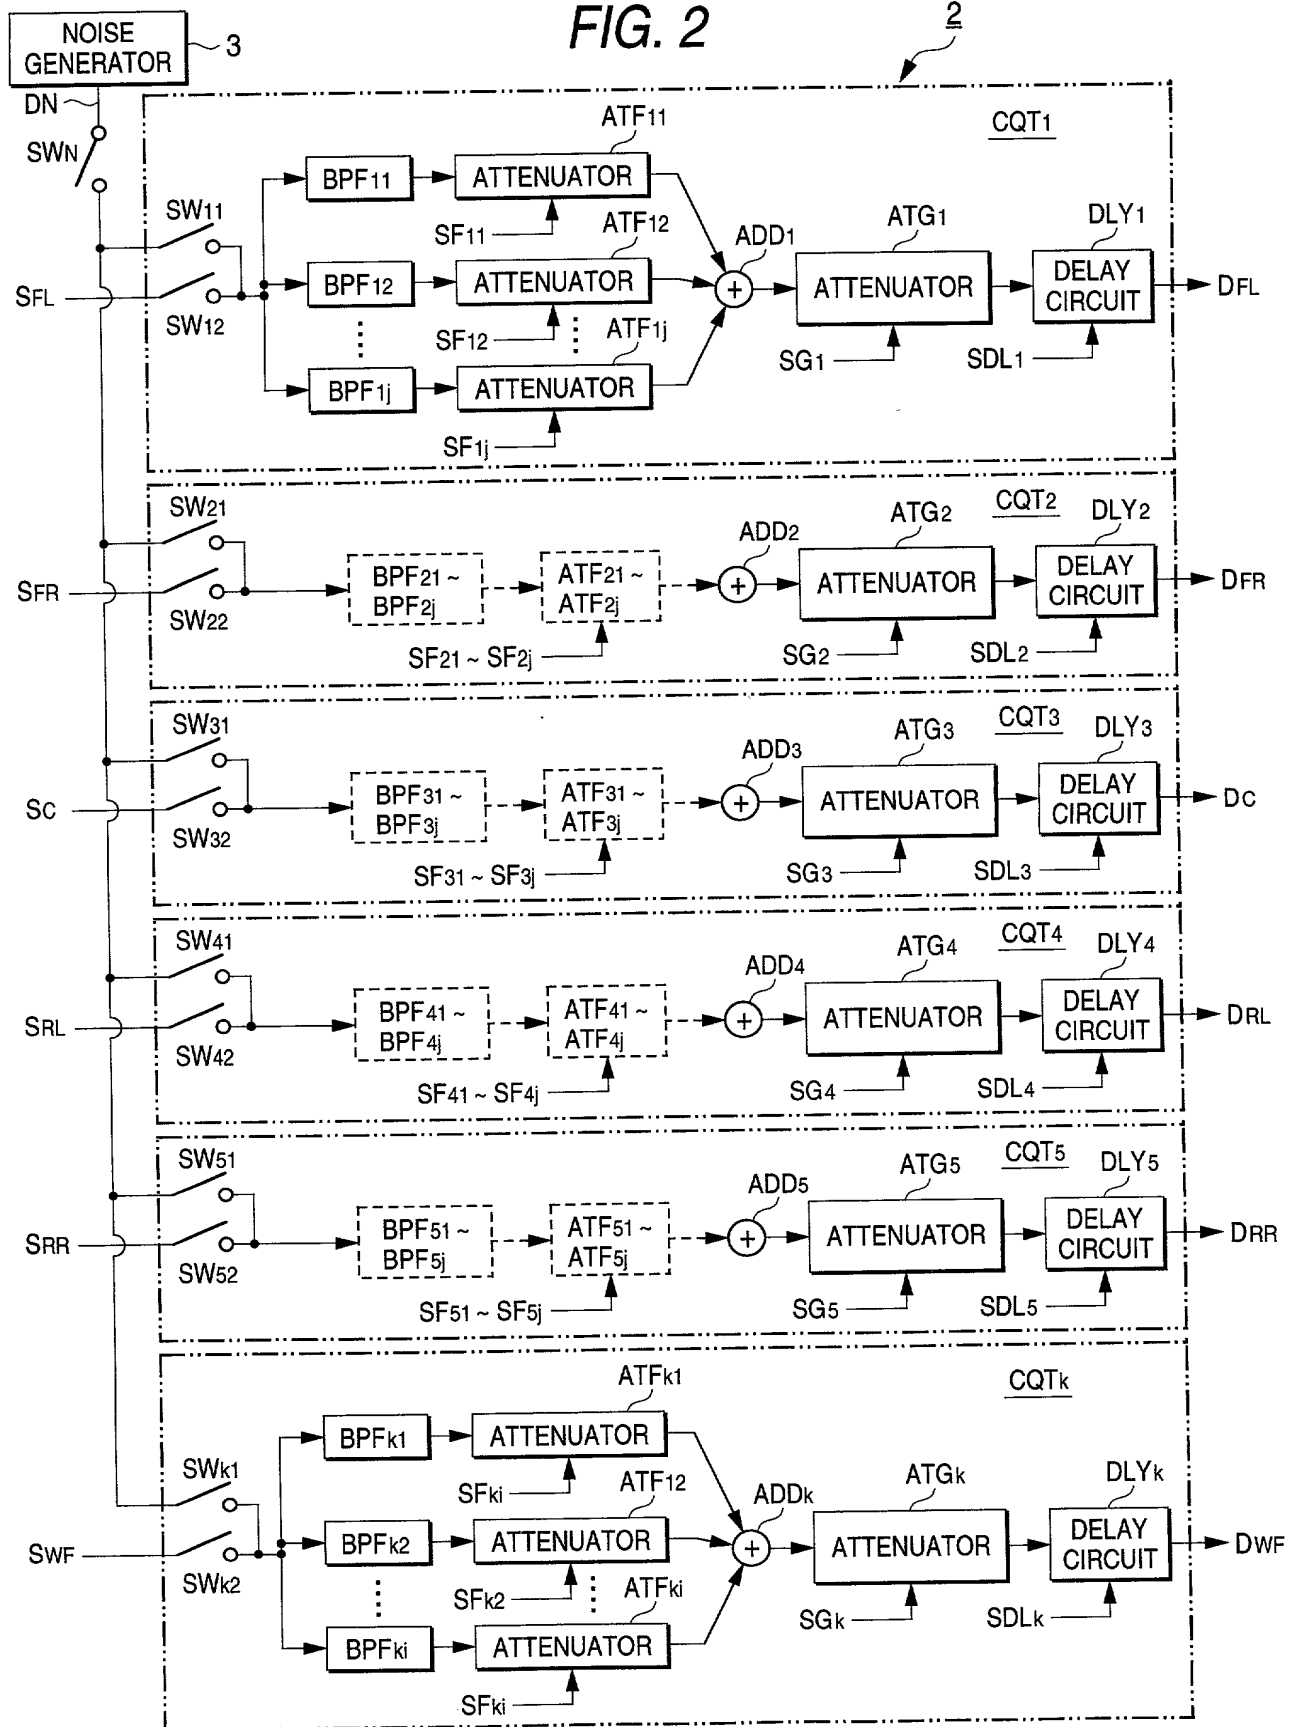 FIG. 2
2
NOISE
GENERATOR
3
DN
SWN
CQT1
ATF11
BPF11
ATTENUATOR
SF11
SW11
ATF12
ADD1
ATG1
DLY1
SFL
BPF12
ATTENUATOR
+
ATTENUATOR
DELAY
CIRCUIT
DFL
SW12
SF12
ATF1j
SG1
SDL1
BPF1j
ATTENUATOR
SF1j
CQT2
SW21
ADD2
ATG2
DLY2
SFR
BPF21 ~
BPF2j
ATF21 ~
ATF2j
+
ATTENUATOR
DELAY
CIRCUIT
DFR
SW22
SF21 ~ SF2j
SG2
SDL2
CQT3
SW31
ADD3
ATG3
DLY3
SC
BPF31 ~
BPF3j
ATF31 ~
ATF3j
+
ATTENUATOR
DELAY
CIRCUIT
DC
SW32
SF31 ~ SF3j
SG3
SDL3
CQT4
SW41
ADD4
ATG4
DLY4
SRL
BPF41 ~
BPF4j
ATF41 ~
ATF4j
+
ATTENUATOR
DELAY
CIRCUIT
DRL
SW42
SF41 ~ SF4j
SG4
SDL4
CQT5
SW51
ADD5
ATG5
DLY5
SRR
BPF51 ~
BPF5j
ATF51 ~
ATF5j
+
ATTENUATOR
DELAY
CIRCUIT
DRR
SW52
SF51 ~ SF5j
SG5
SDL5
CQTk
ATFk1
BPFk1
ATTENUATOR
SFki
SWk1
ATF12
ADDk
ATGk
DLYk
SWF
BPFk2
ATTENUATOR
+
ATTENUATOR
DELAY
CIRCUIT
DWF
SWk2
SFk2
ATFki
SGk
SDLk
BPFki
ATTENUATOR
SFki